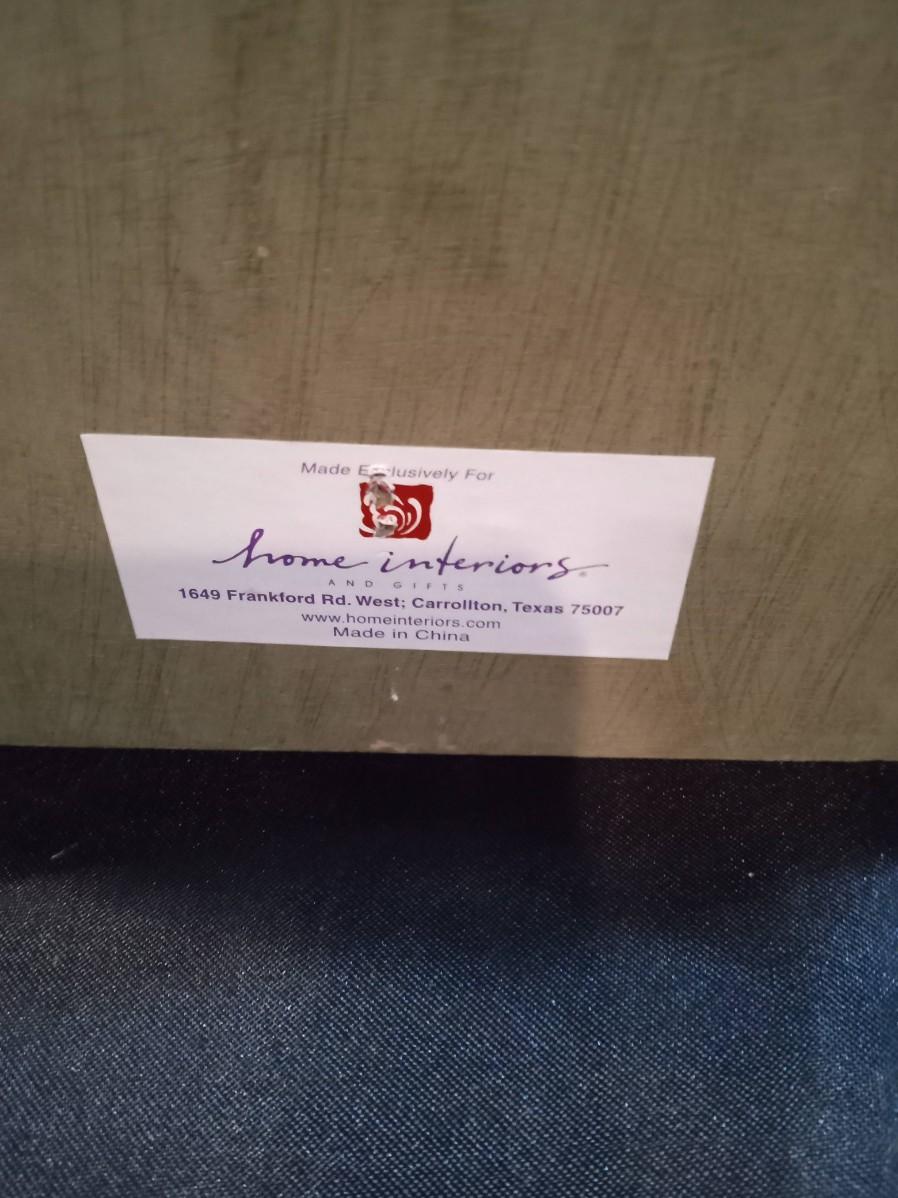 Made Exclusively For
home interiors®
AND GIFTS
1649 Frankford Rd. West; Carrollton, Texas 75007
www.homeinteriors.com
Made in China